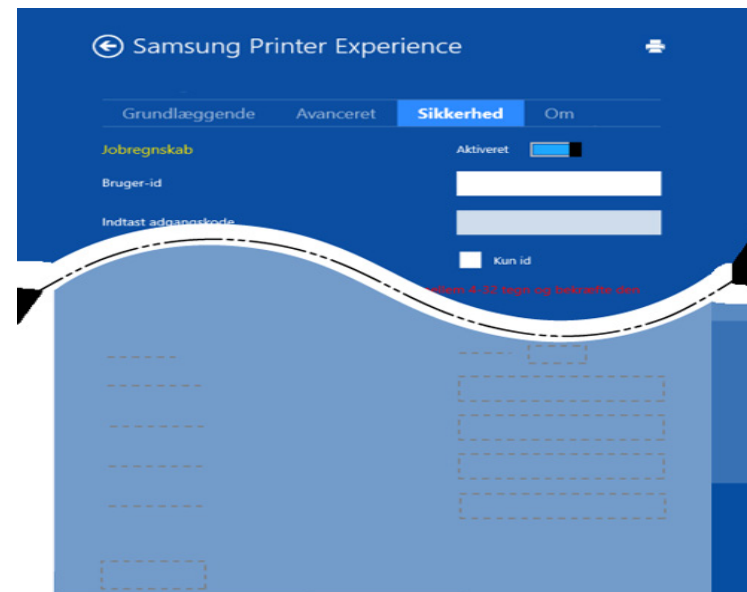 Samsung Printer Experience
Grundlæggende Avanceret Sikkerhed Om
Jobregnskab Aktiveret
Bruger-id
Indtast adgangskode
Kun id
4-32 tegn og bekræfte den